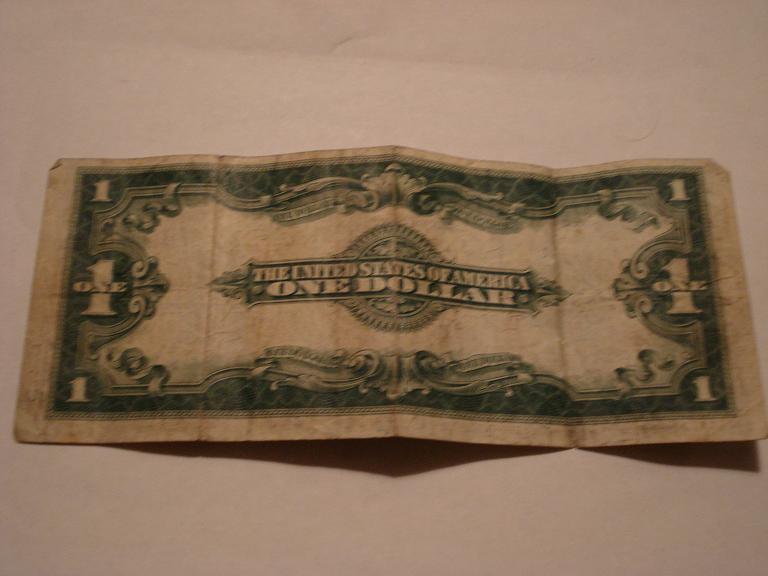 1 1
THE UNITED STATES OF AMERICA
ONE ONE DOLLAR ONE
1 1
1 1